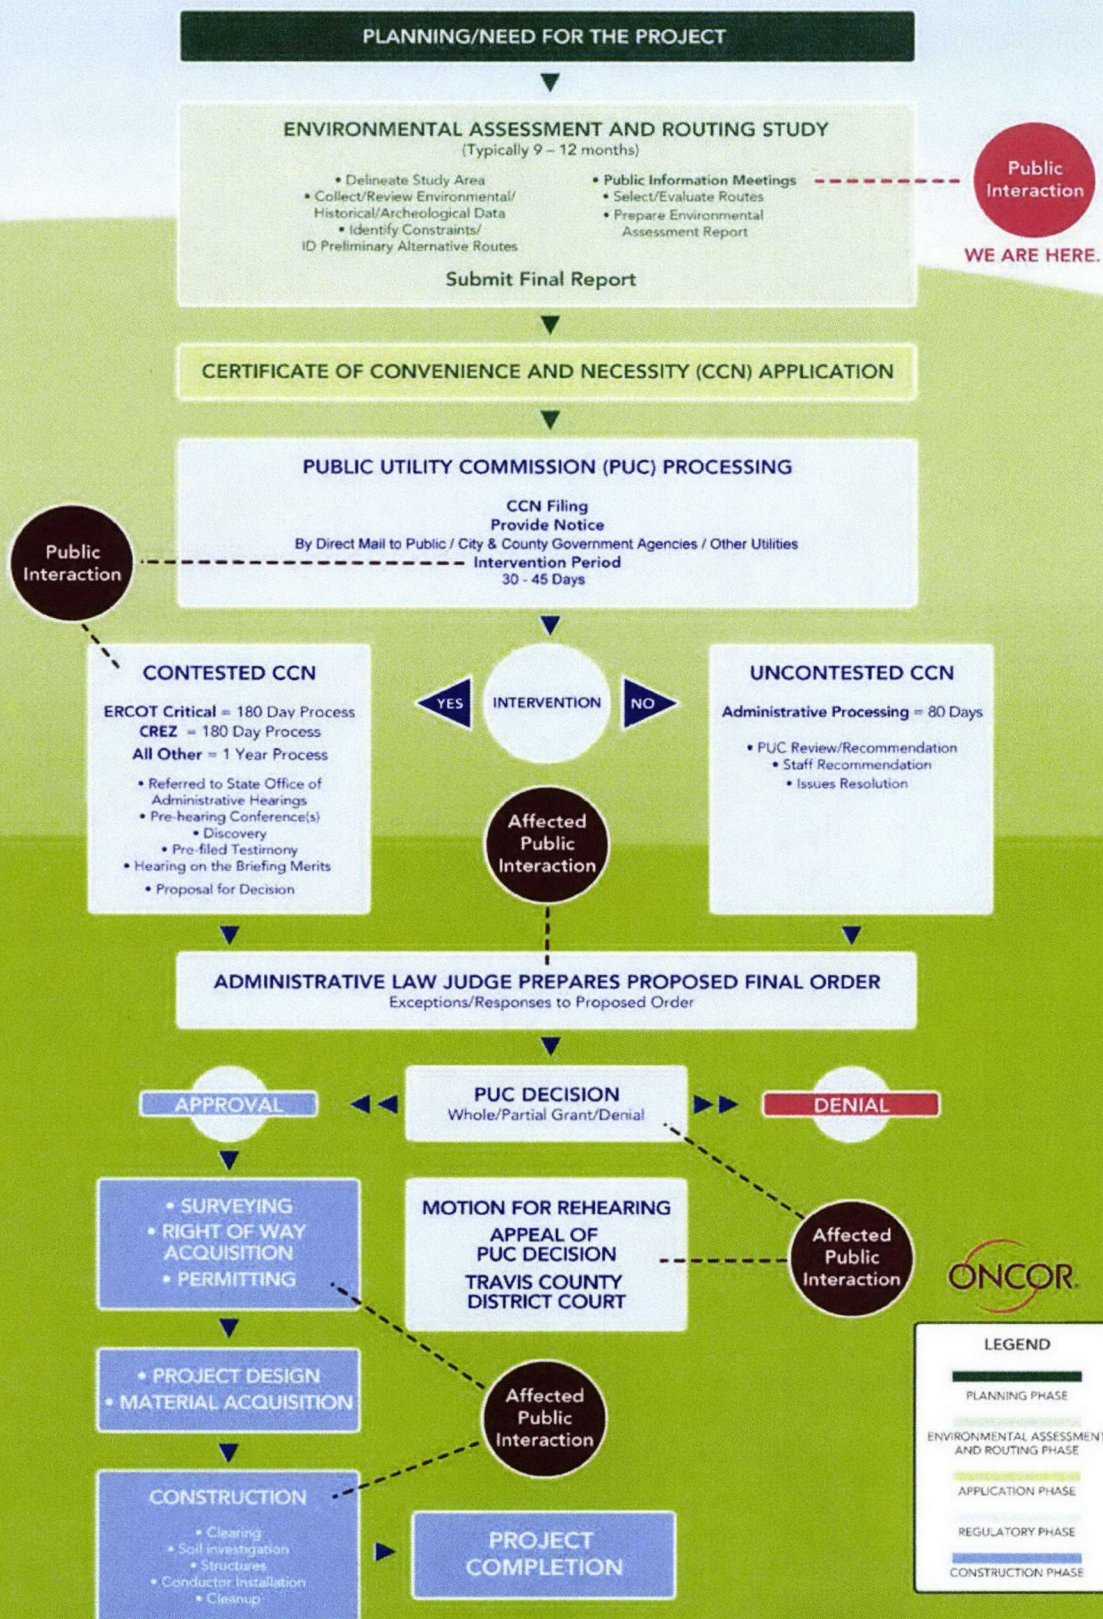 PLANNING/NEED FOR THE PROJECT
ENVIRONMENTAL ASSESSMENT AND ROUTING STUDY
(Typically 9 – 12 months)
• Delineate Study Area
• Collect/Review Environmental/
Historical/Archeological Data
• Identify Constraints/
ID Preliminary Alternative Routes
• Public Information Meetings
• Select/Evaluate Routes
• Prepare Environmental
Assessment Report
Submit Final Report
Public
Interaction
WE ARE HERE.
CERTIFICATE OF CONVENIENCE AND NECESSITY (CCN) APPLICATION
PUBLIC UTILITY COMMISSION (PUC) PROCESSING
CCN Filing
Provide Notice
By Direct Mail to Public / City & County Government Agencies / Other Utilities
Intervention Period
30 - 45 Days
Public
Interaction
CONTESTED CCN
ERCOT Critical = 180 Day Process
CREZ = 180 Day Process
All Other = 1 Year Process
• Referred to State Office of
Administrative Hearings
• Pre-hearing Conference(s)
• Discovery
• Pre-filed Testimony
• Hearing on the Briefing Merits
• Proposal for Decision
YES
INTERVENTION
NO
UNCONTESTED CCN
Administrative Processing = 80 Days
• PUC Review/Recommendation
• Staff Recommendation
• Issues Resolution
Affected
Public
Interaction
ADMINISTRATIVE LAW JUDGE PREPARES PROPOSED FINAL ORDER
Exceptions/Responses to Proposed Order
APPROVAL
PUC DECISION
Whole/Partial Grant/Denial
DENIAL
• SURVEYING
• RIGHT OF WAY
ACQUISITION
• PERMITTING
MOTION FOR REHEARING
APPEAL OF
PUC DECISION
TRAVIS COUNTY
DISTRICT COURT
Affected
Public
Interaction
ONCOR
• PROJECT DESIGN
• MATERIAL ACQUISITION
Affected
Public
Interaction
CONSTRUCTION
• Clearing
• Soil investigation
• Structures
• Conductor Installation
• Cleanup
PROJECT
COMPLETION
LEGEND
PLANNING PHASE
ENVIRONMENTAL ASSESSMENT
AND ROUTING PHASE
APPLICATION PHASE
REGULATORY PHASE
CONSTRUCTION PHASE